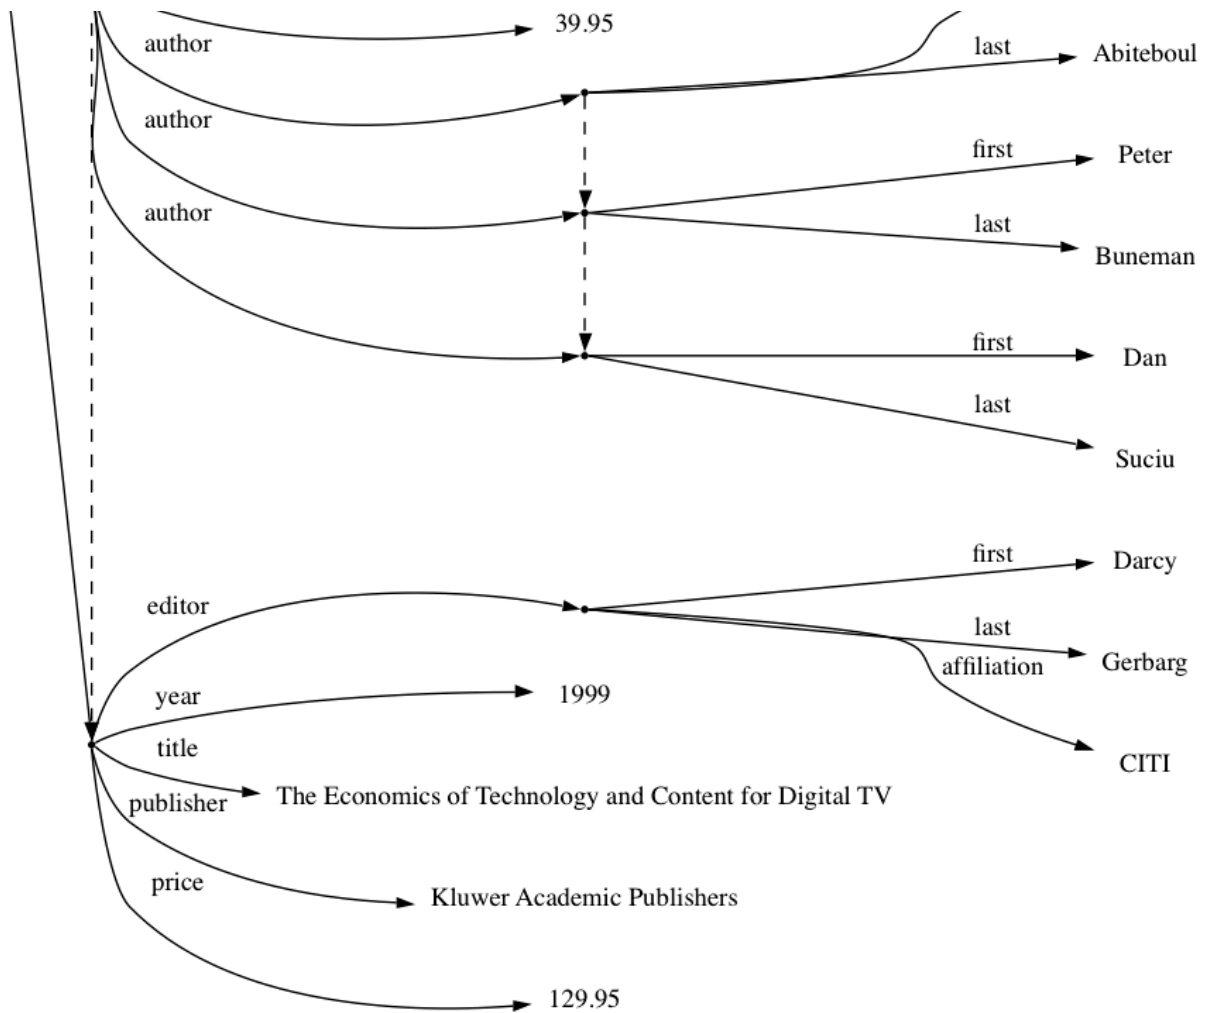 39.95
author
last
Abiteboul
author
first
Peter
author
last
Buneman
first
Dan
last
Suciu
first
Darcy
editor
last
affiliation
Gerbarg
year
1999
title
CITI
publisher
The Economics of Technology and Content for Digital TV
price
Kluwer Academic Publishers
129.95